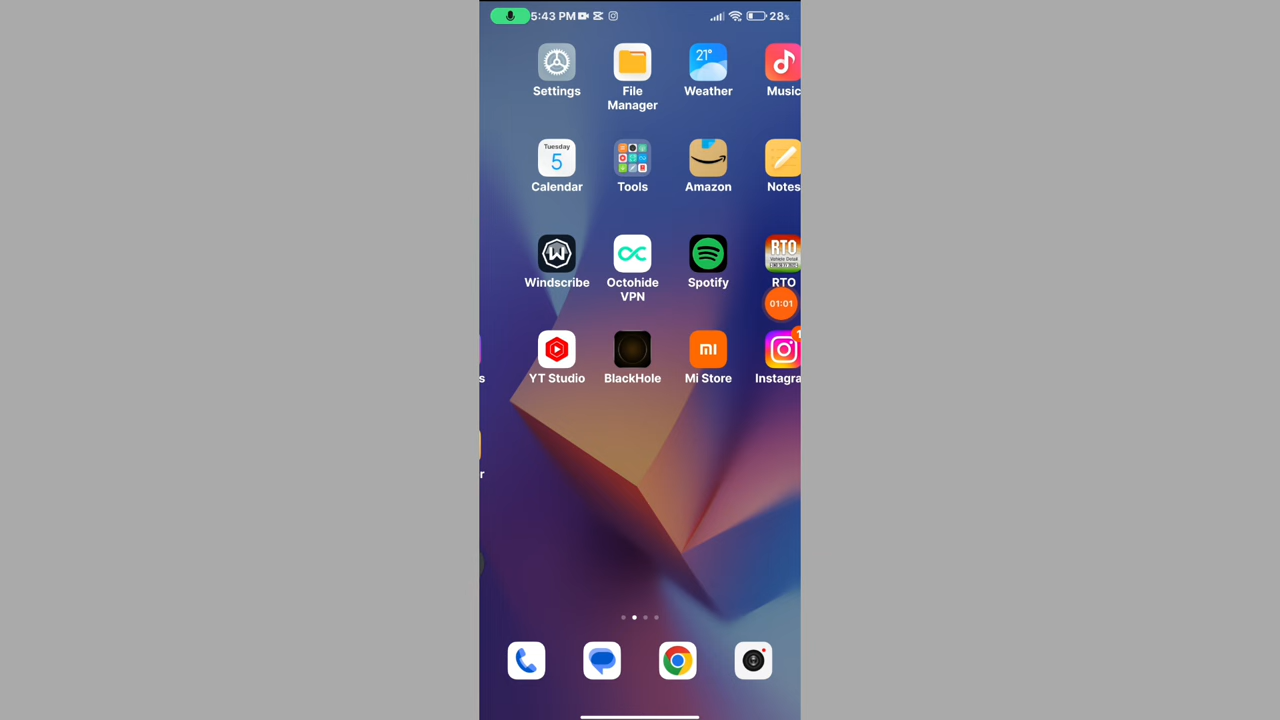 5:43 PM
28%
Settings
File Manager
21°
Weather
Music
Tuesday
5
Calendar
Tools
Amazon
Notes
Windscribe
Octohide VPN
Spotify
RTO
RTO
01:01
s
YT Studio
BlackHole
mi
Mi Store
1
Instagra
r